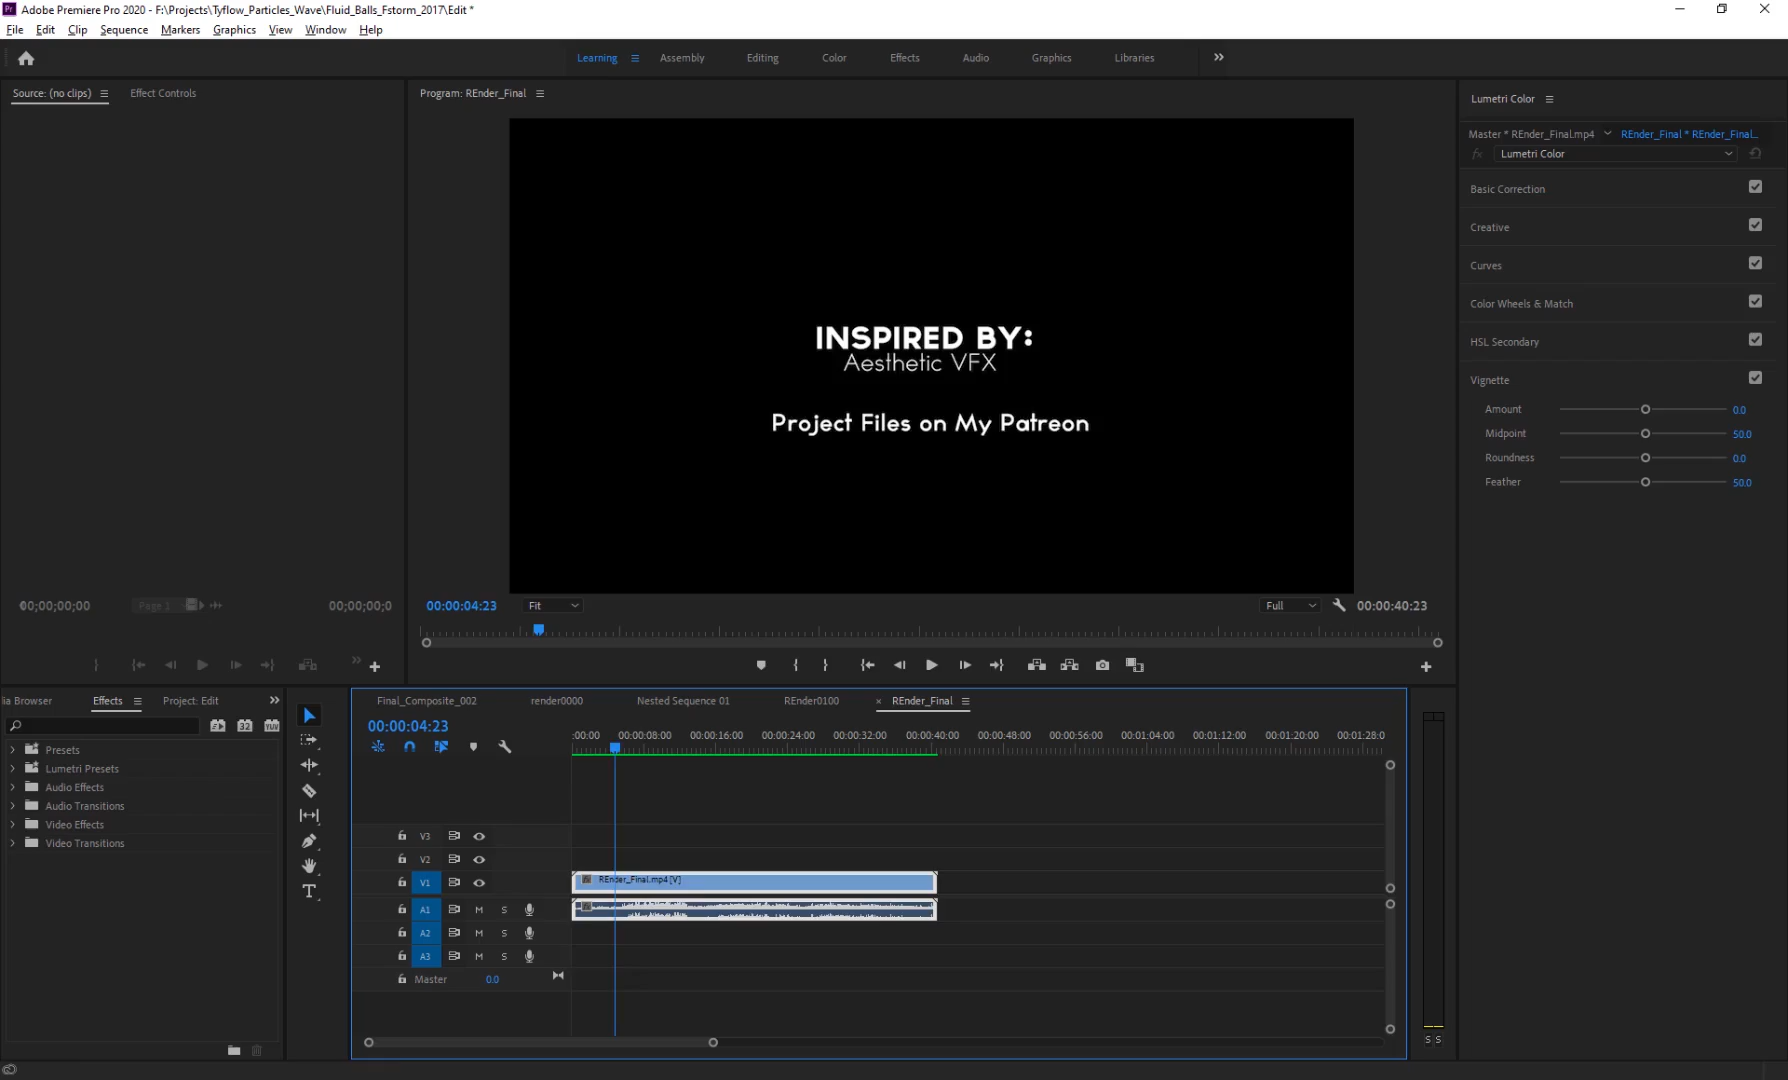 Pr Adobe Premiere Pro 2020 - F:\Projects\Tyflow_Particles_Wave\Fluid_Balls_Fstorm_2017\Edit *
File Edit Clip Sequence Markers Graphics View Window Help
Learning Assembly Editing Color Effects Audio Graphics Libraries
Source: (no clips) Effect Controls
Program: REnder_Final
INSPIRED BY:
Aesthetic VFX
Project Files on My Patreon
00;00;00;00 Page 1 00;00;00;0
00:00:04:23 Fit Full 00:00:40:23
Lumetri Color
Master * REnder_Final.mp4 REnder_Final * REnder_Final...
fx Lumetri Color
Basic Correction
Creative
Curves
Color Wheels & Match
HSL Secondary
Vignette
Amount 0.0
Midpoint 50.0
Roundness 0.0
Feather 50.0
ia Browser Effects Project: Edit
32 YUV
Presets
Lumetri Presets
Audio Effects
Audio Transitions
Video Effects
Video Transitions
Final_Composite_002 render0000 Nested Sequence 01 REnder0100 × REnder_Final
00:00:04:23
:00:00 00:00:08:00 00:00:16:00 00:00:24:00 00:00:32:00 00:00:40:00 00:00:48:00 00:00:56:00 00:01:04:00 00:01:12:00 00:01:20:00 00:01:28:0
V3
V2
V1 fx REnder_Final.mp4 [V]
A1 M S
A2 M S
A3 M S
Master 0.0
S S